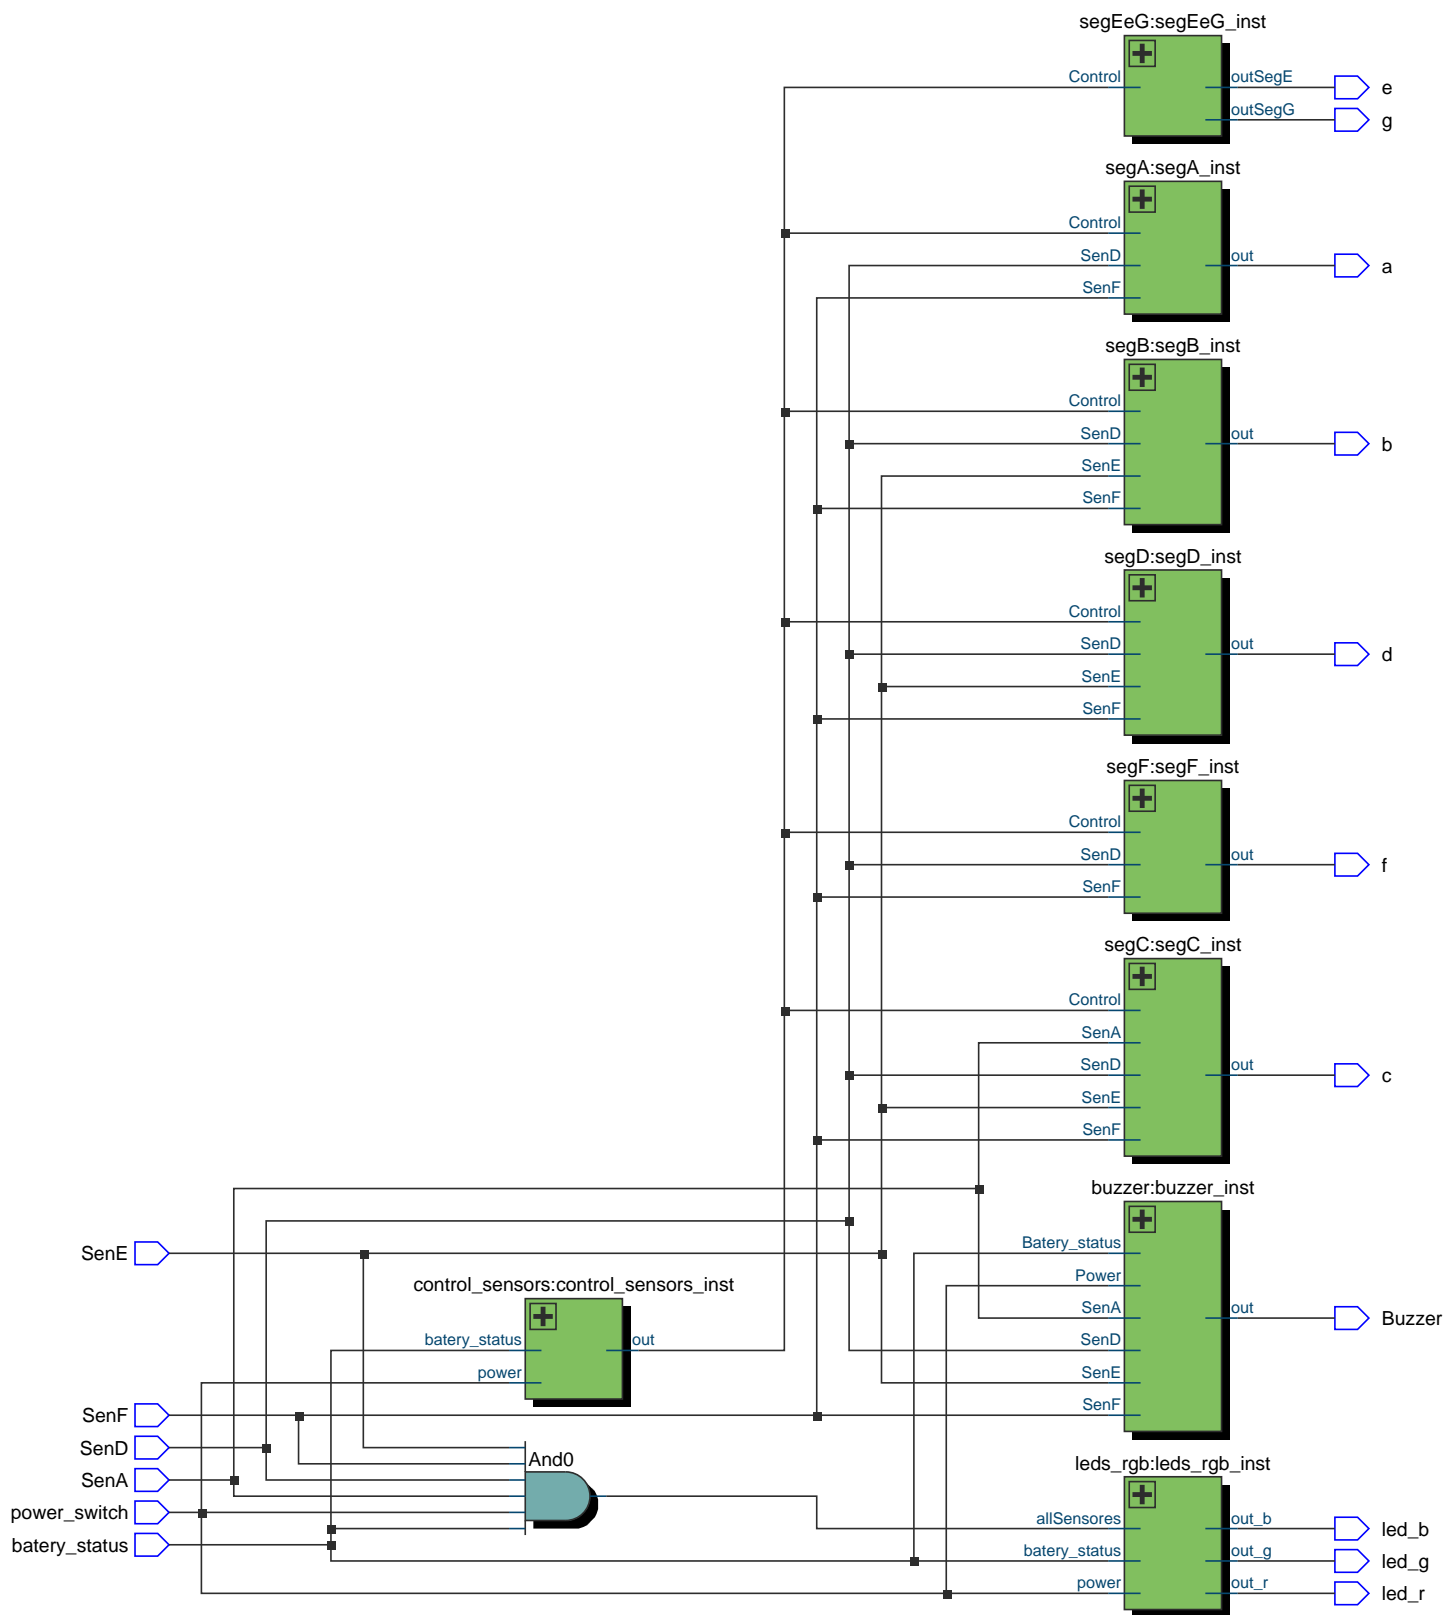 segEeG:segEeG_inst
Control
outSegE
e
outSegG
g
segA:segA_inst
Control
SenD
out
a
SenF
segB:segB_inst
Control
SenD
out
b
SenE
SenF
segD:segD_inst
Control
SenD
out
d
SenE
SenF
segF:segF_inst
Control
SenD
out
f
SenF
segC:segC_inst
Control
SenA
SenD
out
c
SenE
SenF
buzzer:buzzer_inst
Batery_status
Power
SenA
out
Buzzer
SenD
SenE
SenF
SenE
control_sensors:control_sensors_inst
batery_status
out
power
SenF
SenD
SenA
power_switch
batery_status
And0
leds_rgb:leds_rgb_inst
allSensores
out_b
led_b
batery_status
out_g
led_g
power
out_r
led_r